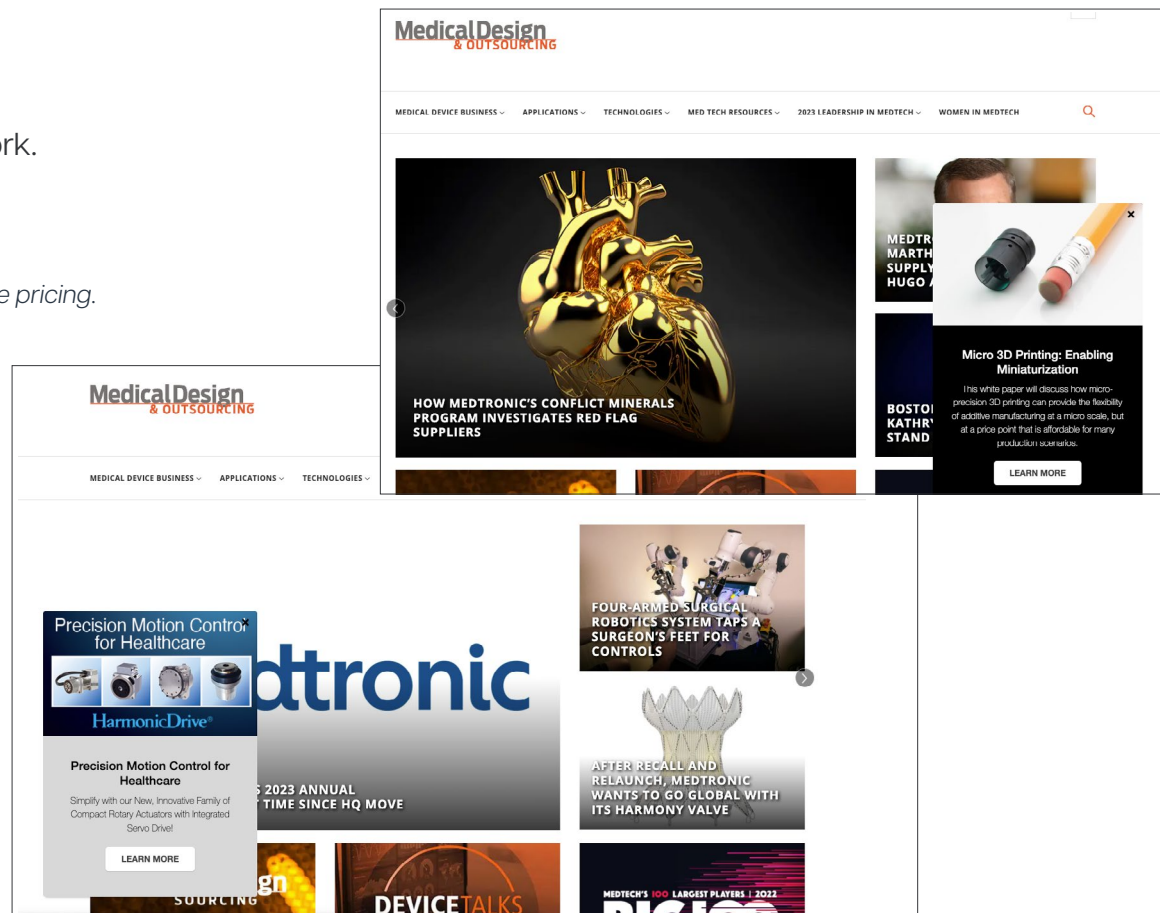 rk.
e pricing.
MedicalDesign
& OUTSOURCING
MEDICAL DEVICE BUSINESS APPLICATIONS TECHNOLOGIES MED TECH RESOURCES 2023 LEADERSHIP IN MEDTECH WOMEN IN MEDTECH
HOW MEDTRONIC'S CONFLICT MINERALS
PROGRAM INVESTIGATES RED FLAG
SUPPLIERS
MEDTR
MARTH
SUPPLY
HUGO
BOSTO
KATHR
STAND
Micro 3D Printing: Enabling
Miniaturization
This white paper will discuss how micro-
precision 3D printing can provide the flexibility
of additive manufacturing at a micro scale, but
at a price point that is affordable for many
production scenarios.
LEARN MORE
MedicalDesign
& OUTSOURCING
MEDICAL DEVICE BUSINESS APPLICATIONS TECHNOLOGIES
dtronic
S 2023 ANNUAL
T TIME SINCE HQ MOVE
Precision Motion Control
for Healthcare
HarmonicDrive®
Precision Motion Control for
Healthcare
Simplify with our New, Innovative Family of
Compact Rotary Actuators with Integrated
Servo Drive!
LEARN MORE
FOUR-ARMED SURGICAL
ROBOTICS SYSTEM TAPS A
SURGEON'S FEET FOR
CONTROLS
AFTER RECALL AND
RELAUNCH, MEDTRONIC
WANTS TO GO GLOBAL WITH
ITS HARMONY VALVE
gn
SOURCING
DEVICETALKS
MEDTECH'S 100 LARGEST PLAYERS | 2022
BIG100